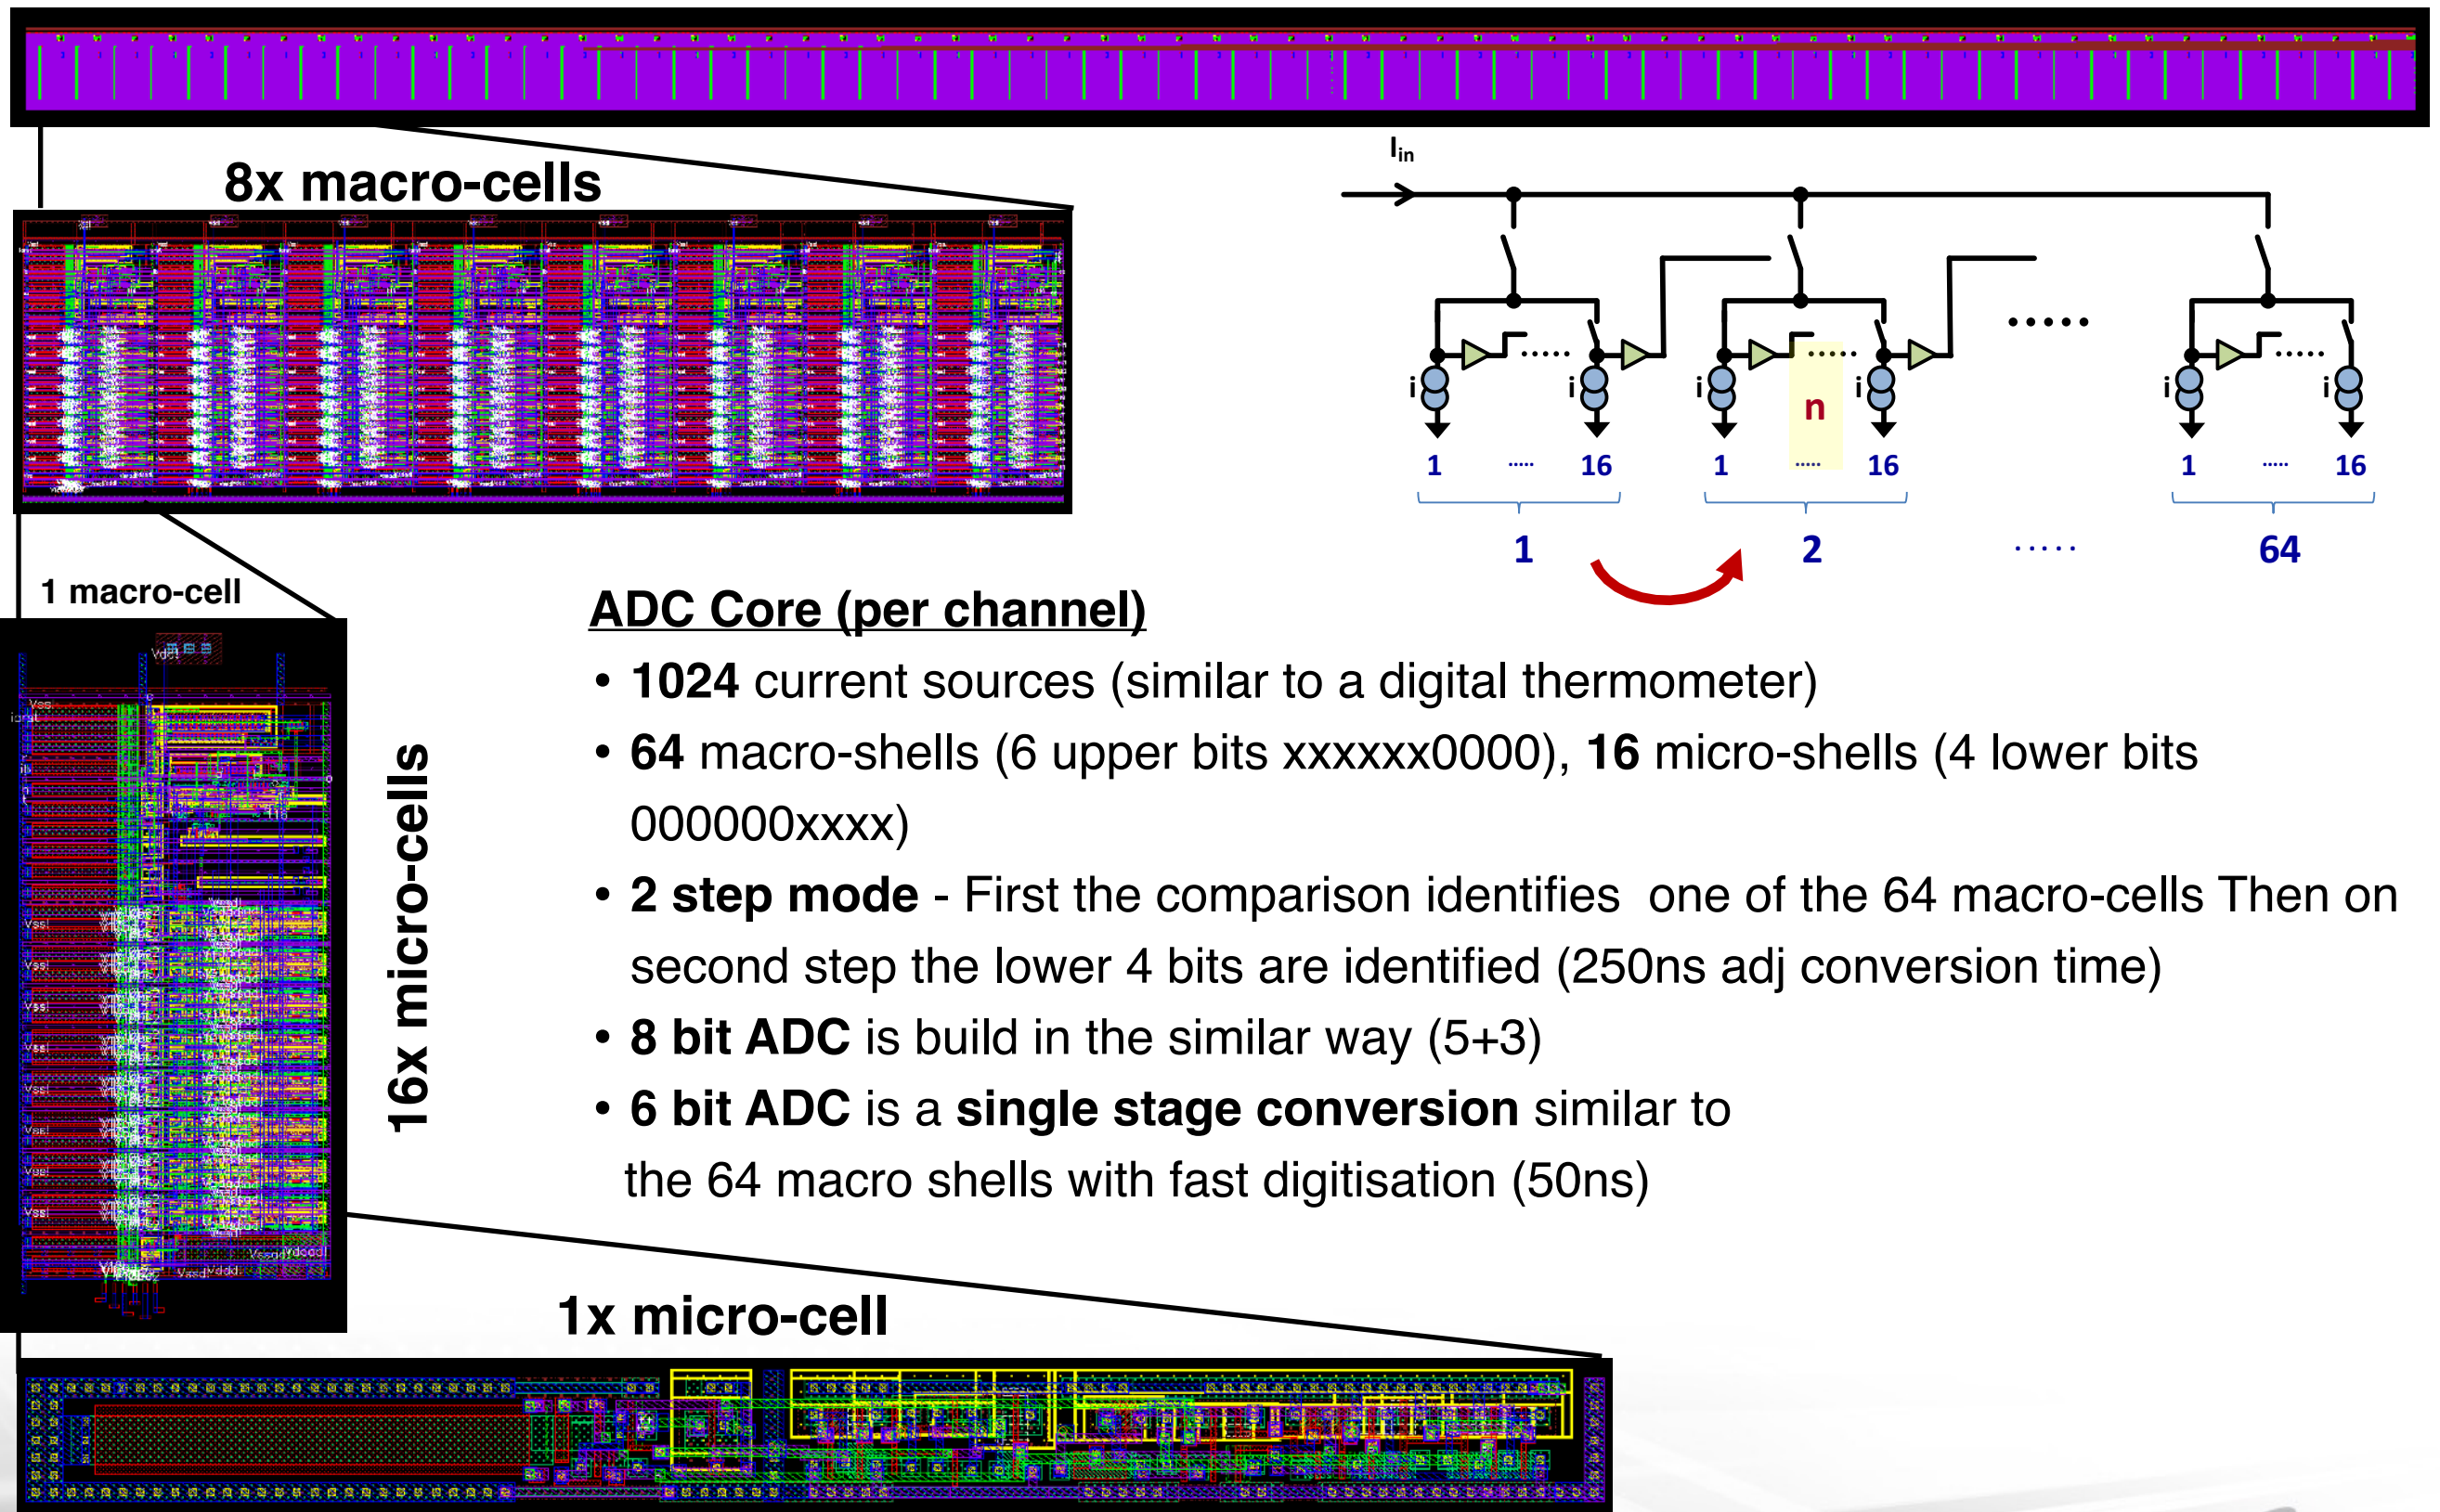 8x macro-cells
Iin
i i i i i i
n
1 ..... 16 1 ..... 16 1 ..... 16
1 2 ..... 64
1 macro-cell
16x micro-cells
ADC Core (per channel)
• 1024 current sources (similar to a digital thermometer)
• 64 macro-shells (6 upper bits xxxxxx0000), 16 micro-shells (4 lower bits
000000xxxx)
• 2 step mode - First the comparison identifies one of the 64 macro-cells Then on
second step the lower 4 bits are identified (250ns adj conversion time)
• 8 bit ADC is build in the similar way (5+3)
• 6 bit ADC is a single stage conversion similar to
the 64 macro shells with fast digitisation (50ns)
1x micro-cell